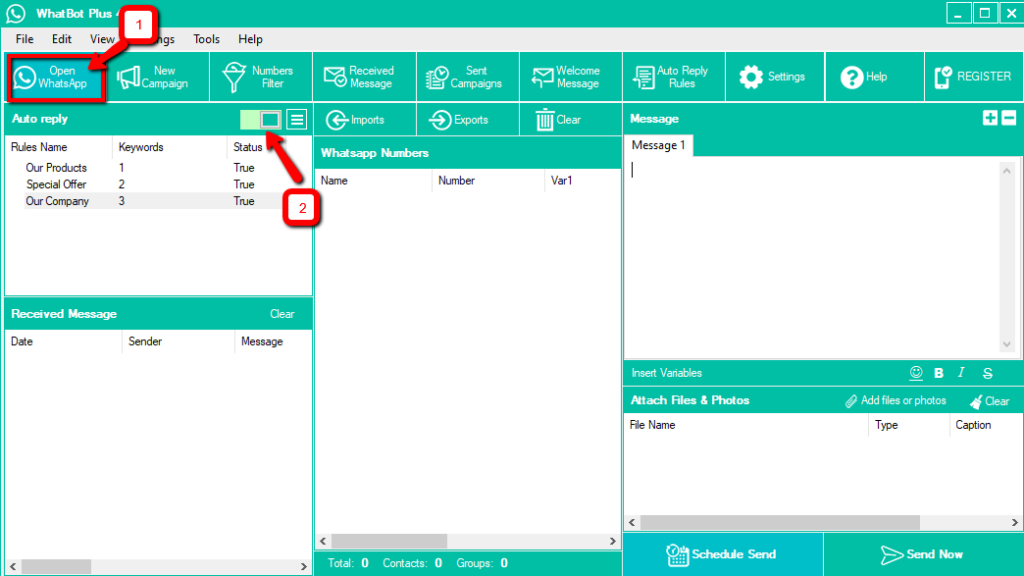 WhatBot Plus
1
File Edit View Tools Help
Open WhatsApp
New Campaign
Numbers Filter
Received Message
Sent Campaigns
Welcome Message
Auto Reply Rules
Settings
Help
REGISTER
Auto reply
Imports
Exports
Clear
Message
Message 1
Rules Name Keywords Status
Our Products 1 True
Special Offer 2 True
Our Company 3 True
2
Whatsapp Numbers
Name Number Var1
Received Message Clear
Date Sender Message
Insert Variables B I S
Attach Files & Photos Add files or photos Clear
File Name Type Caption
Total: 0 Contacts: 0 Groups: 0
Schedule Send
Send Now